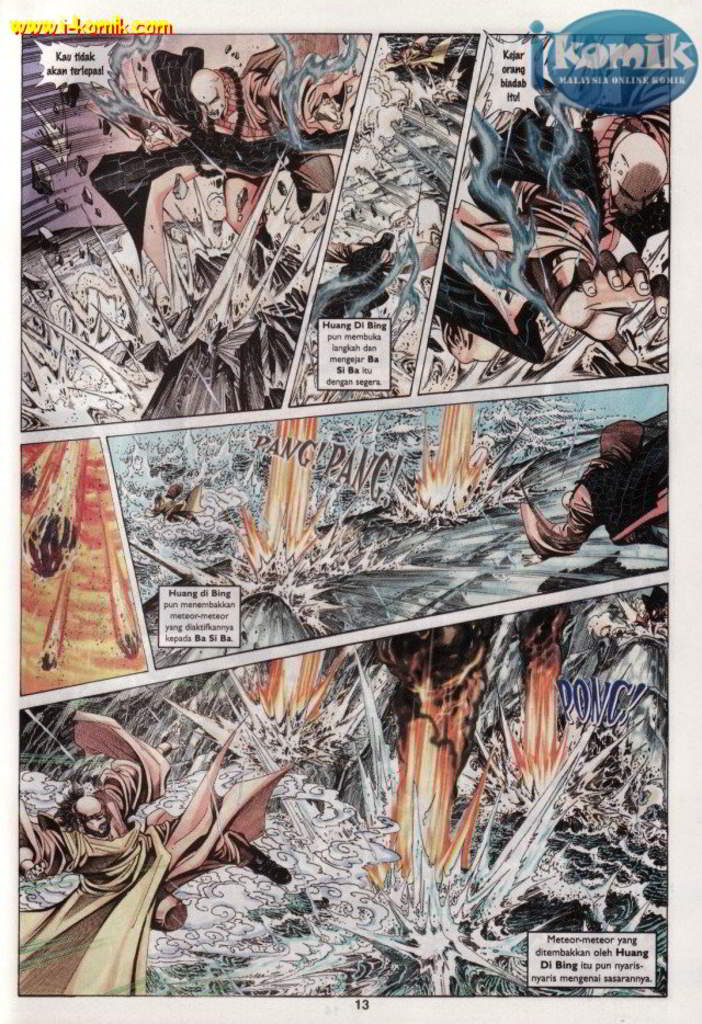 www.i-komik.com
iKomik
MALAYSIA ONLINE KOMIK
Kau tidak
akan terlepas!
Kejar
orang
biadab
itu!
Huang Di Bing
pun membuka
langkah dan
mengejar Ba
Si Ba itu
dengan segera.
PANG! PANG!
Huang di Bing
pun menembakkan
meteor-meteor
yang diaktifkannya
kepada Ba Si Ba.
PONG!
Meteor-meteor yang
ditembakkan oleh Huang
Di Bing itu pun nyaris-
nyaris mengenai sasarannya.
13